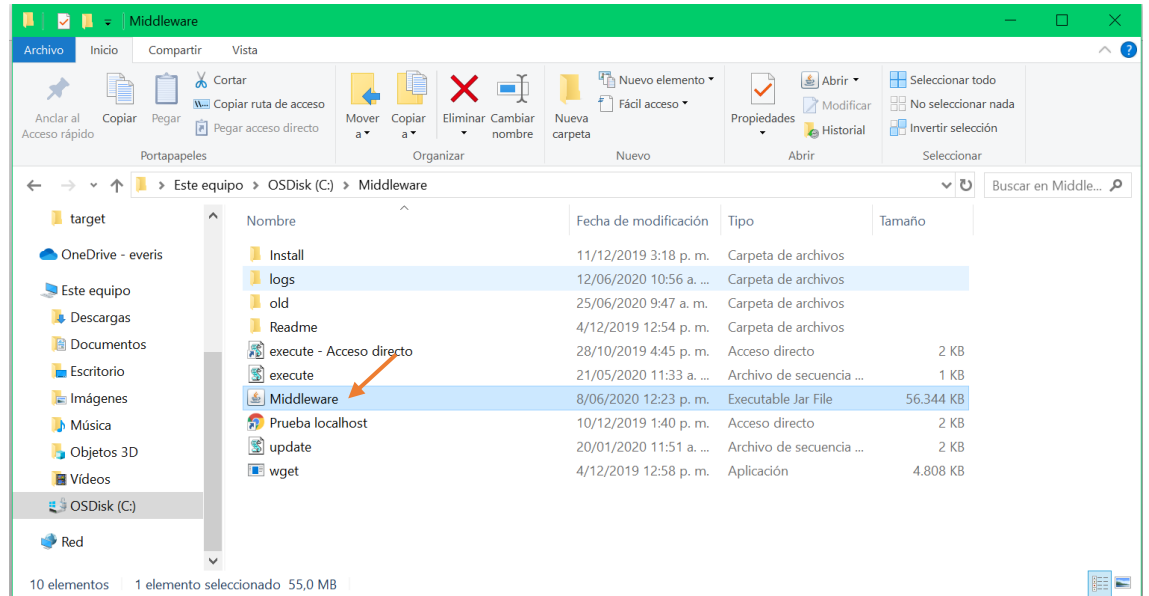 Middleware
Archivo Inicio Compartir Vista
Anclar al Acceso rápido
Copiar
Pegar
Cortar
Copiar ruta de acceso
Pegar acceso directo
Portapapeles
Mover a
Copiar a
Eliminar
Cambiar nombre
Organizar
Nueva carpeta
Nuevo elemento
Fácil acceso
Nuevo
Propiedades
Abrir
Modificar
Historial
Abrir
Seleccionar todo
No seleccionar nada
Invertir selección
Seleccionar
Este equipo > OSDisk (C:) > Middleware
Buscar en Middle...
target
OneDrive - everis
Este equipo
Descargas
Documentos
Escritorio
Imágenes
Música
Objetos 3D
Vídeos
OSDisk (C:)
Red
Nombre Fecha de modificación Tipo Tamaño
Install 11/12/2019 3:18 p. m. Carpeta de archivos
logs 12/06/2020 10:56 a. ... Carpeta de archivos
old 25/06/2020 9:47 a. m. Carpeta de archivos
Readme 4/12/2019 12:54 p. m. Carpeta de archivos
execute - Acceso directo 28/10/2019 4:45 p. m. Acceso directo 2 KB
execute 21/05/2020 11:33 a. ... Archivo de secuencia ... 1 KB
Middleware 8/06/2020 12:23 p. m. Executable Jar File 56.344 KB
Prueba localhost 10/12/2019 1:40 p. m. Acceso directo 2 KB
update 20/01/2020 11:51 a. ... Archivo de secuencia ... 2 KB
wget 4/12/2019 12:58 p. m. Aplicación 4.808 KB
10 elementos 1 elemento seleccionado 55,0 MB